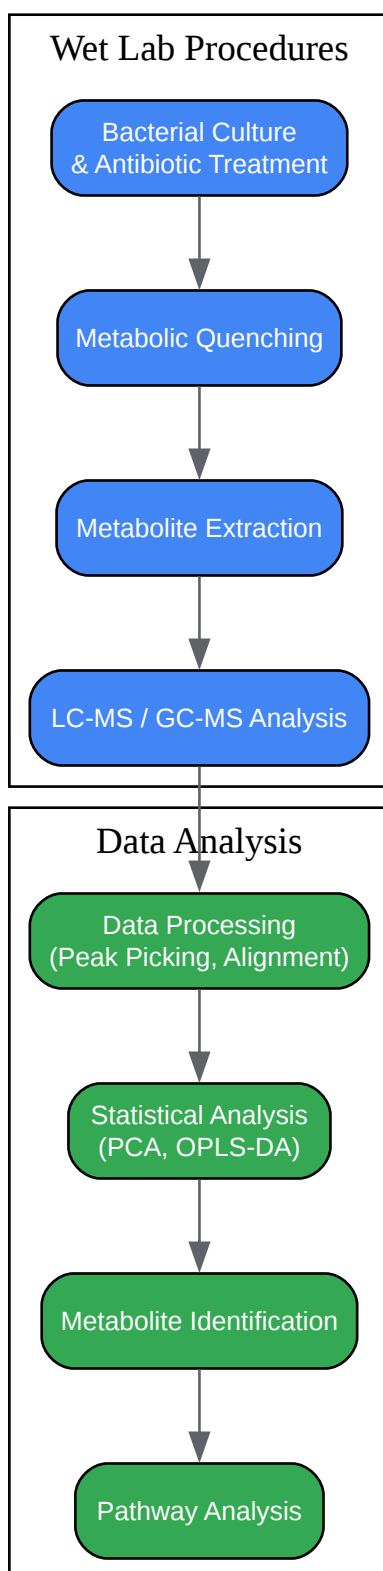 Wet Lab Procedures
Bacterial Culture
& Antibiotic Treatment
Metabolic Quenching
Metabolite Extraction
LC-MS / GC-MS Analysis
Data Analysis
Data Processing
(Peak Picking, Alignment)
Statistical Analysis
(PCA, OPLS-DA)
Metabolite Identification
Pathway Analysis